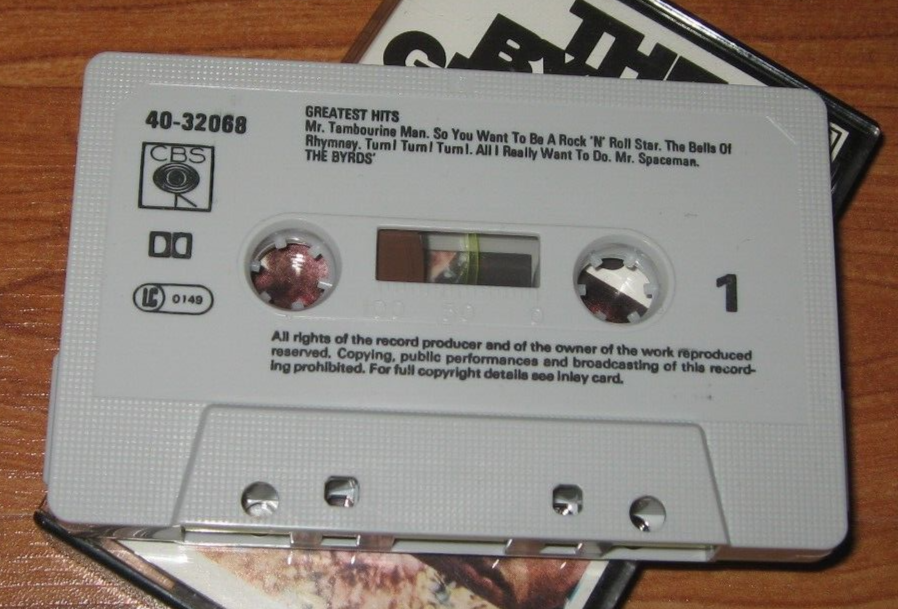 THE
40-32068
GREATEST HITS
Mr. Tambourine Man. So You Want To Be A Rock 'N' Roll Star. The Bells Of
Rhymney. Turn! Turn! Turn!. All I Really Want To Do. Mr. Spaceman.
THE BYRDS'
CBS
LC 0149
1
All rights of the record producer and of the owner of the work reproduced
reserved. Copying, public performances and broadcasting of this record-
ing prohibited. For full copyright details see inlay card.